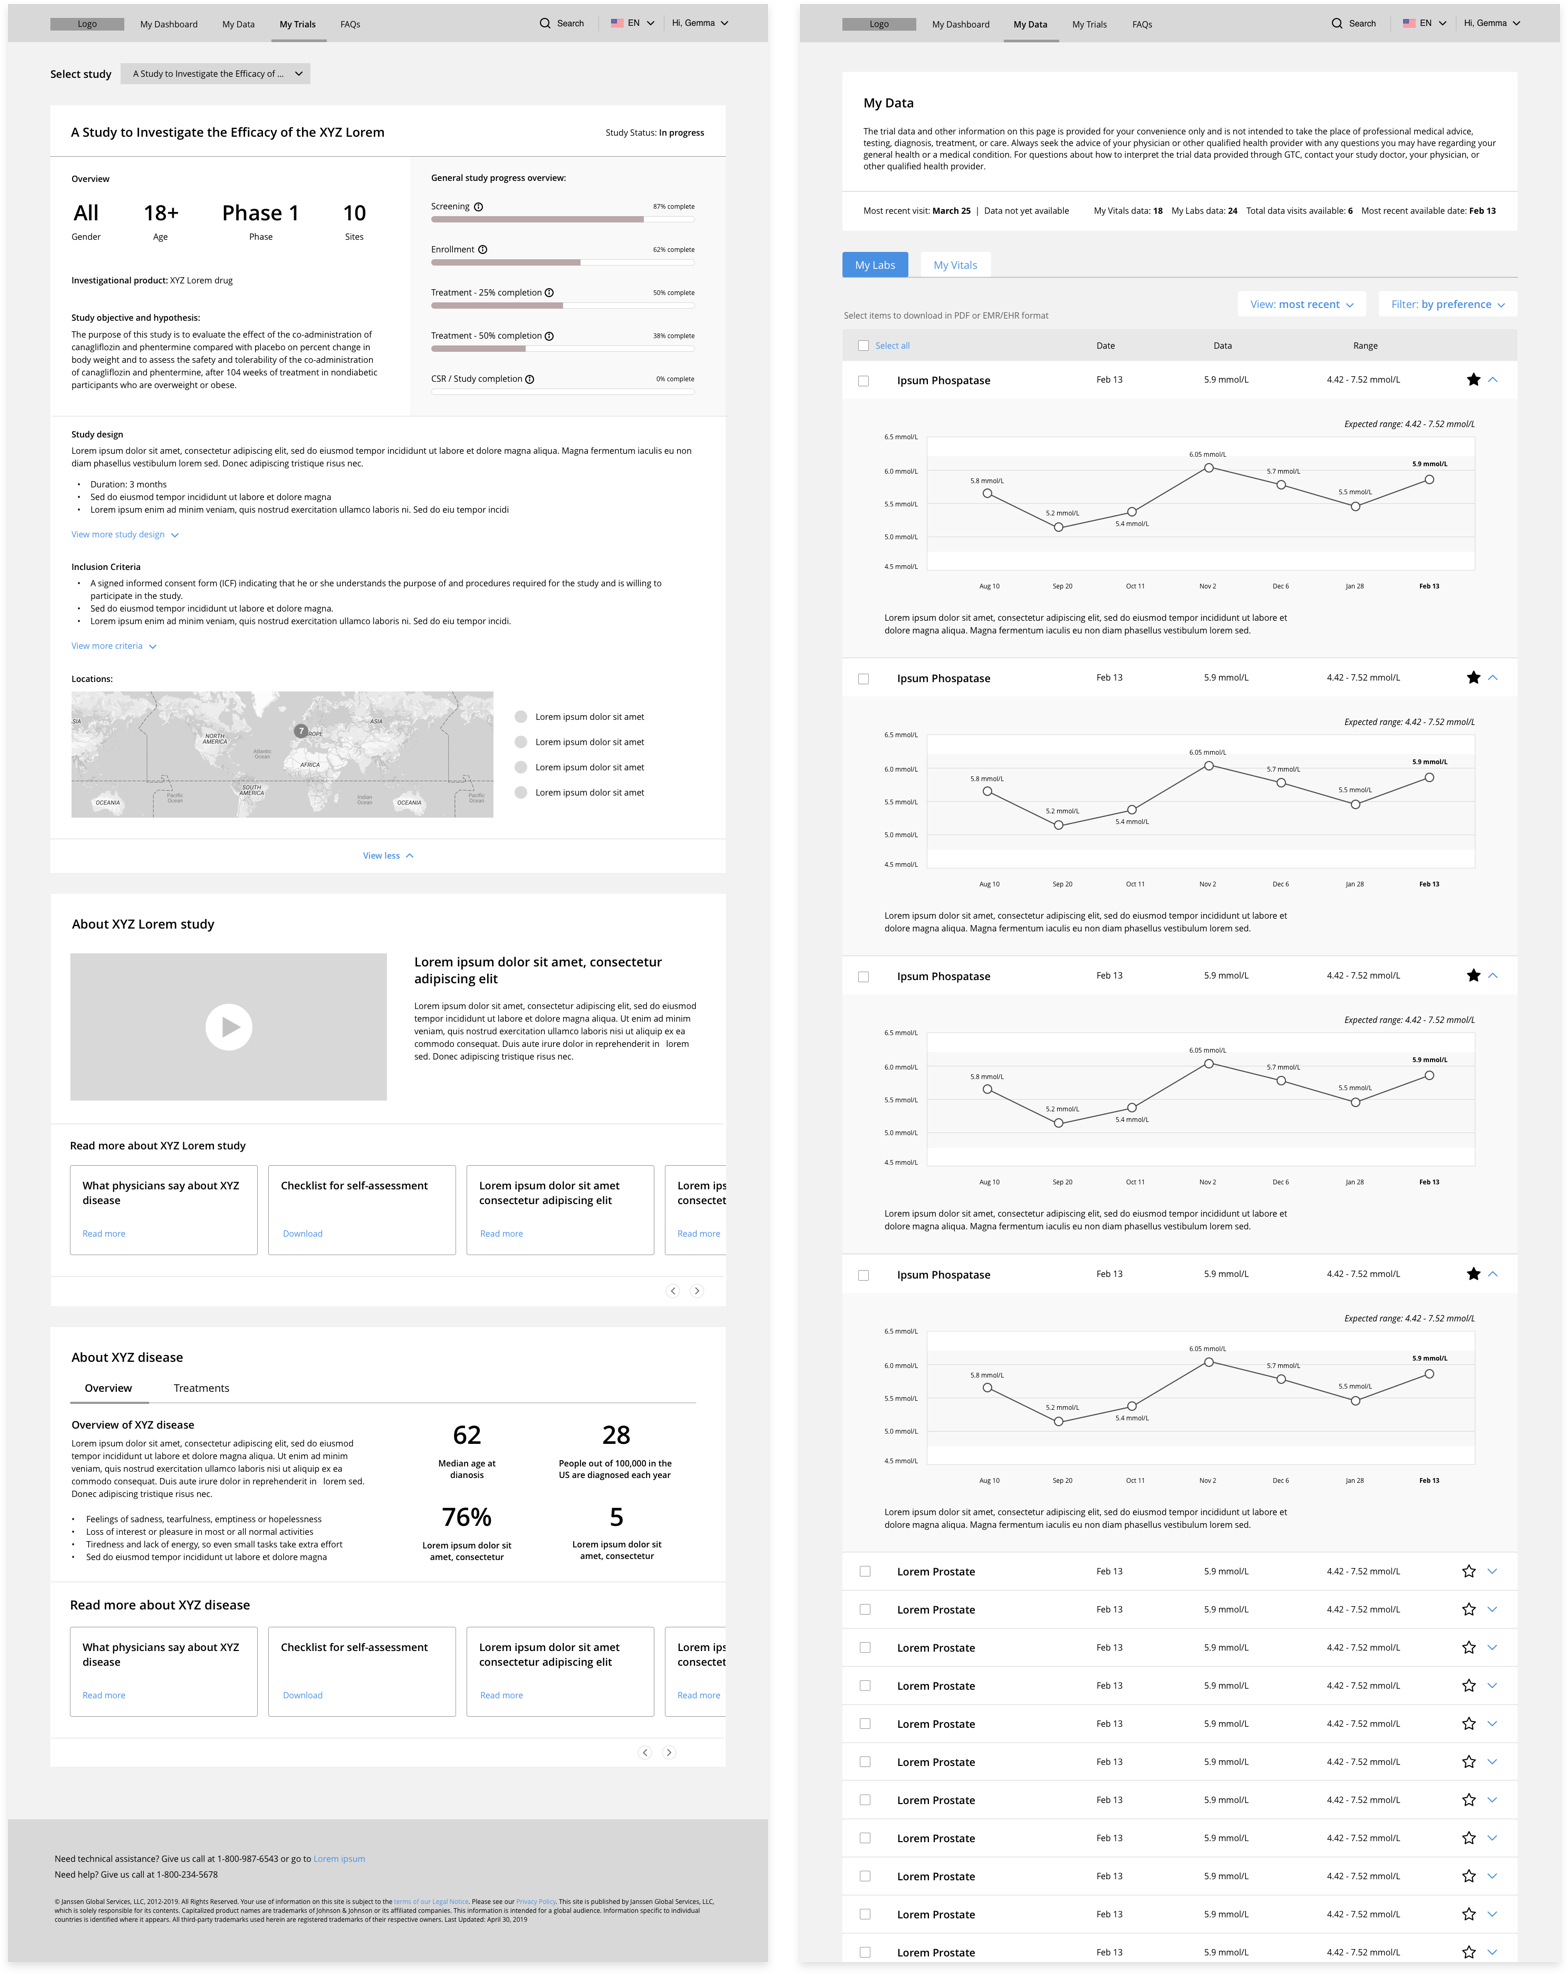 Logo
My Dashboard
My Data
My Trials
FAQs
Search
EN
Hi, Gemma
Select study
A Study to Investigate the Efficacy of ...
A Study to Investigate the Efficacy of the XYZ Lorem
Study Status: In progress
Overview
All
18+
Phase 1
10
Gender
Age
Phase
Sites
Investigational product: XYZ Lorem drug
Study objective and hypothesis:
The purpose of this study is to evaluate the effect of the co-administration of
canagliflozin and phentermine compared with placebo on percent change in
body weight and to assess the safety and tolerability of the co-administration
of canagliflozin and phentermine, after 104 weeks of treatment in nondiabetic
participants who are overweight or obese.
General study progress overview:
Screening
87% complete
Enrollment
62% complete
Treatment - 25% completion
50% complete
Treatment - 50% completion
38% complete
CSR / Study completion
0% complete
Study design
Lorem ipsum dolor sit amet, consectetur adipiscing elit, sed do eiusmod tempor incididunt ut labore et dolore magna aliqua. Magna fermentum iaculis eu non
diam phasellus vestibulum lorem sed. Donec adipiscing tristique risus nec.
• Duration: 3 months
• Sed do eiusmod tempor incididunt ut labore et dolore magna
• Lorem ipsum enim ad minim veniam, quis nostrud exercitation ullamco laboris ni. Sed do eiu tempor incidi
View more study design
Inclusion Criteria
• A signed informed consent form (ICF) indicating that he or she understands the purpose of and procedures required for the study and is willing to
participate in the study.
• Sed do eiusmod tempor incididunt ut labore et dolore magna.
• Lorem ipsum enim ad minim veniam, quis nostrud exercitation ullamco laboris ni. Sed do eiu tempor incidi.
View more criteria
Locations:
SIA
NORTH
AMERICA
Atlantic
Ocean
7
ROPE
ASIA
AFRICA
SOUTH
AMERICA
Pacific
Ocean
Indian
Ocean
Pacific
Ocean
OCEANIA
OCEANIA
Lorem ipsum dolor sit amet
Lorem ipsum dolor sit amet
Lorem ipsum dolor sit amet
Lorem ipsum dolor sit amet
View less
About XYZ Lorem study
Lorem ipsum dolor sit amet, consectetur
adipiscing elit
Lorem ipsum dolor sit amet, consectetur adipiscing elit, sed do eiusmod
tempor incididunt ut labore et dolore magna aliqua. Ut enim ad minim
veniam, quis nostrud exercitation ullamco laboris nisi ut aliquip ex ea
commodo consequat. Duis aute irure dolor in reprehenderit in lorem
sed. Donec adipiscing tristique risus nec.
Read more about XYZ Lorem study
What physicians say about XYZ
disease
Read more
Checklist for self-assessment
Download
Lorem ipsum dolor sit amet
consectetur adipiscing elit
Read more
Lorem ips
consectet
Read more
About XYZ disease
Overview
Treatments
Overview of XYZ disease
Lorem ipsum dolor sit amet, consectetur adipiscing elit, sed do eiusmod
tempor incididunt ut labore et dolore magna aliqua. Ut enim ad minim
veniam, quis nostrud exercitation ullamco laboris nisi ut aliquip ex ea
commodo consequat. Duis aute irure dolor in reprehenderit in lorem sed.
Donec adipiscing tristique risus nec.
• Feelings of sadness, tearfulness, emptiness or hopelessness
• Loss of interest or pleasure in most or all normal activities
• Tiredness and lack of energy, so even small tasks take extra effort
• Sed do eiusmod tempor incididunt ut labore et dolore magna
62
Median age at
dianosis
28
People out of 100,000 in the
US are diagnosed each year
76%
Lorem ipsum dolor sit
amet, consectetur
5
Lorem ipsum dolor sit
amet, consectetur
Read more about XYZ disease
What physicians say about XYZ
disease
Read more
Checklist for self-assessment
Download
Lorem ipsum dolor sit amet
consectetur adipiscing elit
Read more
Lorem ips
consectet
Read more
Need technical assistance? Give us call at 1-800-987-6543 or go to Lorem ipsum
Need help? Give us call at 1-800-234-5678
© Janssen Global Services, LLC, 2012-2019. All Rights Reserved. Your use of information on this site is subject to the terms of our Legal Notice. Please see our Privacy Policy. This site is published by Janssen Global Services, LLC,
which is solely responsible for its contents. Capitalized product names are trademarks of Johnson & Johnson or its affiliated companies. This information is intended for a global audience. Information specific to individual
countries is identified where it appears. All third-party trademarks used herein are registered trademarks of their respective owners. Last Updated: April 30, 2019
Logo
My Dashboard
My Data
My Trials
FAQs
Search
EN
Hi, Gemma
My Data
The trial data and other information on this page is provided for your convenience only and is not intended to take the place of professional medical advice,
testing, diagnosis, treatment, or care. Always seek the advice of your physician or other qualified health provider with any questions you may have regarding your
general health or a medical condition. For questions about how to interpret the trial data provided through GTC, contact your study doctor, your physician, or
other qualified health provider.
Most recent visit: March 25 | Data not yet available
My Vitals data: 18
My Labs data: 24
Total data visits available: 6
Most recent available date: Feb 13
My Labs
My Vitals
View: most recent
Filter: by preference
Select items to download in PDF or EMR/EHR format
Select all
Date
Data
Range
Ipsum Phospatase
Feb 13
5.9 mmol/L
4.42 - 7.52 mmol/L
Expected range: 4.42 - 7.52 mmol/L
6.5 mmol/L
6.0 mmol/L
5.5 mmol/L
5.0 mmol/L
4.5 mmol/L
5.8 mmol/L
5.2 mmol/L
5.4 mmol/L
6.05 mmol/L
5.7 mmol/L
5.5 mmol/L
5.9 mmol/L
Aug 10
Sep 20
Oct 11
Nov 2
Dec 6
Jan 28
Feb 13
Lorem ipsum dolor sit amet, consectetur adipiscing elit, sed do eiusmod tempor incididunt ut labore et
dolore magna aliqua. Magna fermentum iaculis eu non diam phasellus vestibulum lorem sed.
Ipsum Phospatase
Feb 13
5.9 mmol/L
4.42 - 7.52 mmol/L
Expected range: 4.42 - 7.52 mmol/L
6.5 mmol/L
6.0 mmol/L
5.5 mmol/L
5.0 mmol/L
4.5 mmol/L
5.8 mmol/L
5.2 mmol/L
5.4 mmol/L
6.05 mmol/L
5.7 mmol/L
5.5 mmol/L
5.9 mmol/L
Aug 10
Sep 20
Oct 11
Nov 2
Dec 6
Jan 28
Feb 13
Lorem ipsum dolor sit amet, consectetur adipiscing elit, sed do eiusmod tempor incididunt ut labore et
dolore magna aliqua. Magna fermentum iaculis eu non diam phasellus vestibulum lorem sed.
Ipsum Phospatase
Feb 13
5.9 mmol/L
4.42 - 7.52 mmol/L
Expected range: 4.42 - 7.52 mmol/L
6.5 mmol/L
6.0 mmol/L
5.5 mmol/L
5.0 mmol/L
4.5 mmol/L
5.8 mmol/L
5.2 mmol/L
5.4 mmol/L
6.05 mmol/L
5.7 mmol/L
5.5 mmol/L
5.9 mmol/L
Aug 10
Sep 20
Oct 11
Nov 2
Dec 6
Jan 28
Feb 13
Lorem ipsum dolor sit amet, consectetur adipiscing elit, sed do eiusmod tempor incididunt ut labore et
dolore magna aliqua. Magna fermentum iaculis eu non diam phasellus vestibulum lorem sed.
Ipsum Phospatase
Feb 13
5.9 mmol/L
4.42 - 7.52 mmol/L
Expected range: 4.42 - 7.52 mmol/L
6.5 mmol/L
6.0 mmol/L
5.5 mmol/L
5.0 mmol/L
4.5 mmol/L
5.8 mmol/L
5.2 mmol/L
5.4 mmol/L
6.05 mmol/L
5.7 mmol/L
5.5 mmol/L
5.9 mmol/L
Aug 10
Sep 20
Oct 11
Nov 2
Dec 6
Jan 28
Feb 13
Lorem ipsum dolor sit amet, consectetur adipiscing elit, sed do eiusmod tempor incididunt ut labore et
dolore magna aliqua. Magna fermentum iaculis eu non diam phasellus vestibulum lorem sed.
Lorem Prostate Feb 13 5.9 mmol/L 4.42 - 7.52 mmol/L
Lorem Prostate Feb 13 5.9 mmol/L 4.42 - 7.52 mmol/L
Lorem Prostate Feb 13 5.9 mmol/L 4.42 - 7.52 mmol/L
Lorem Prostate Feb 13 5.9 mmol/L 4.42 - 7.52 mmol/L
Lorem Prostate Feb 13 5.9 mmol/L 4.42 - 7.52 mmol/L
Lorem Prostate Feb 13 5.9 mmol/L 4.42 - 7.52 mmol/L
Lorem Prostate Feb 13 5.9 mmol/L 4.42 - 7.52 mmol/L
Lorem Prostate Feb 13 5.9 mmol/L 4.42 - 7.52 mmol/L
Lorem Prostate Feb 13 5.9 mmol/L 4.42 - 7.52 mmol/L
Lorem Prostate Feb 13 5.9 mmol/L 4.42 - 7.52 mmol/L
Lorem Prostate Feb 13 5.9 mmol/L 4.42 - 7.52 mmol/L